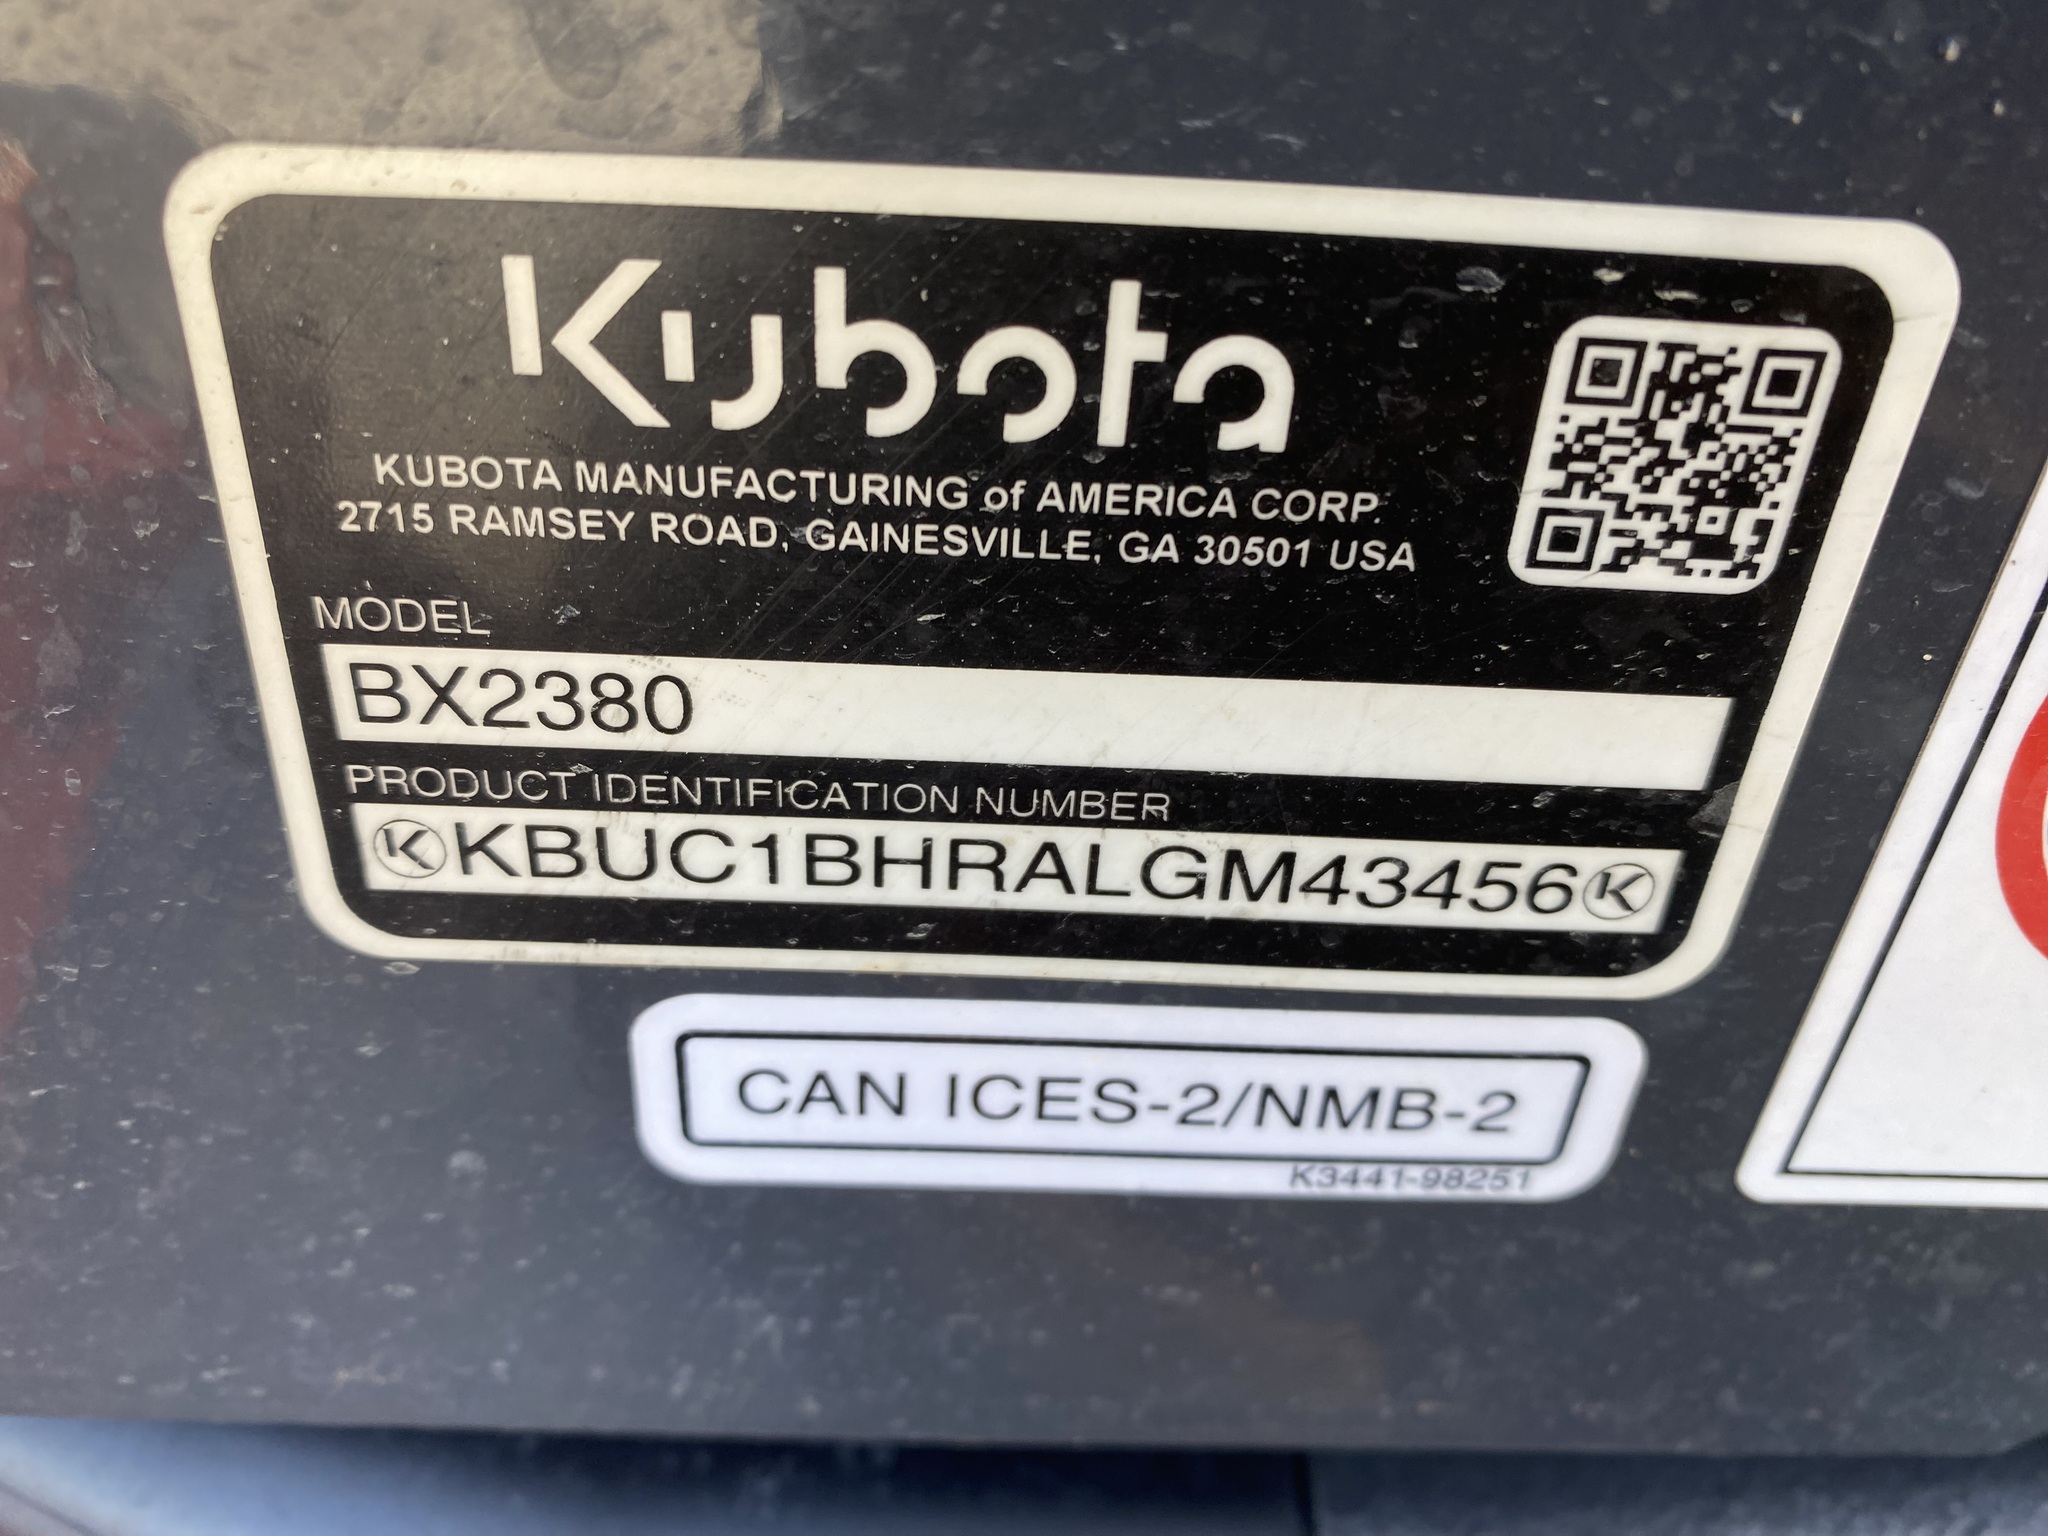 Kubota
KUBOTA MANUFACTURING of AMERICA CORP.
2715 RAMSEY ROAD, GAINESVILLE, GA 30501 USA
MODEL
BX2380
PRODUCT IDENTIFICATION NUMBER
KBUC1BHRALGM43456
CAN ICES-2/NMB-2
K3441-98251